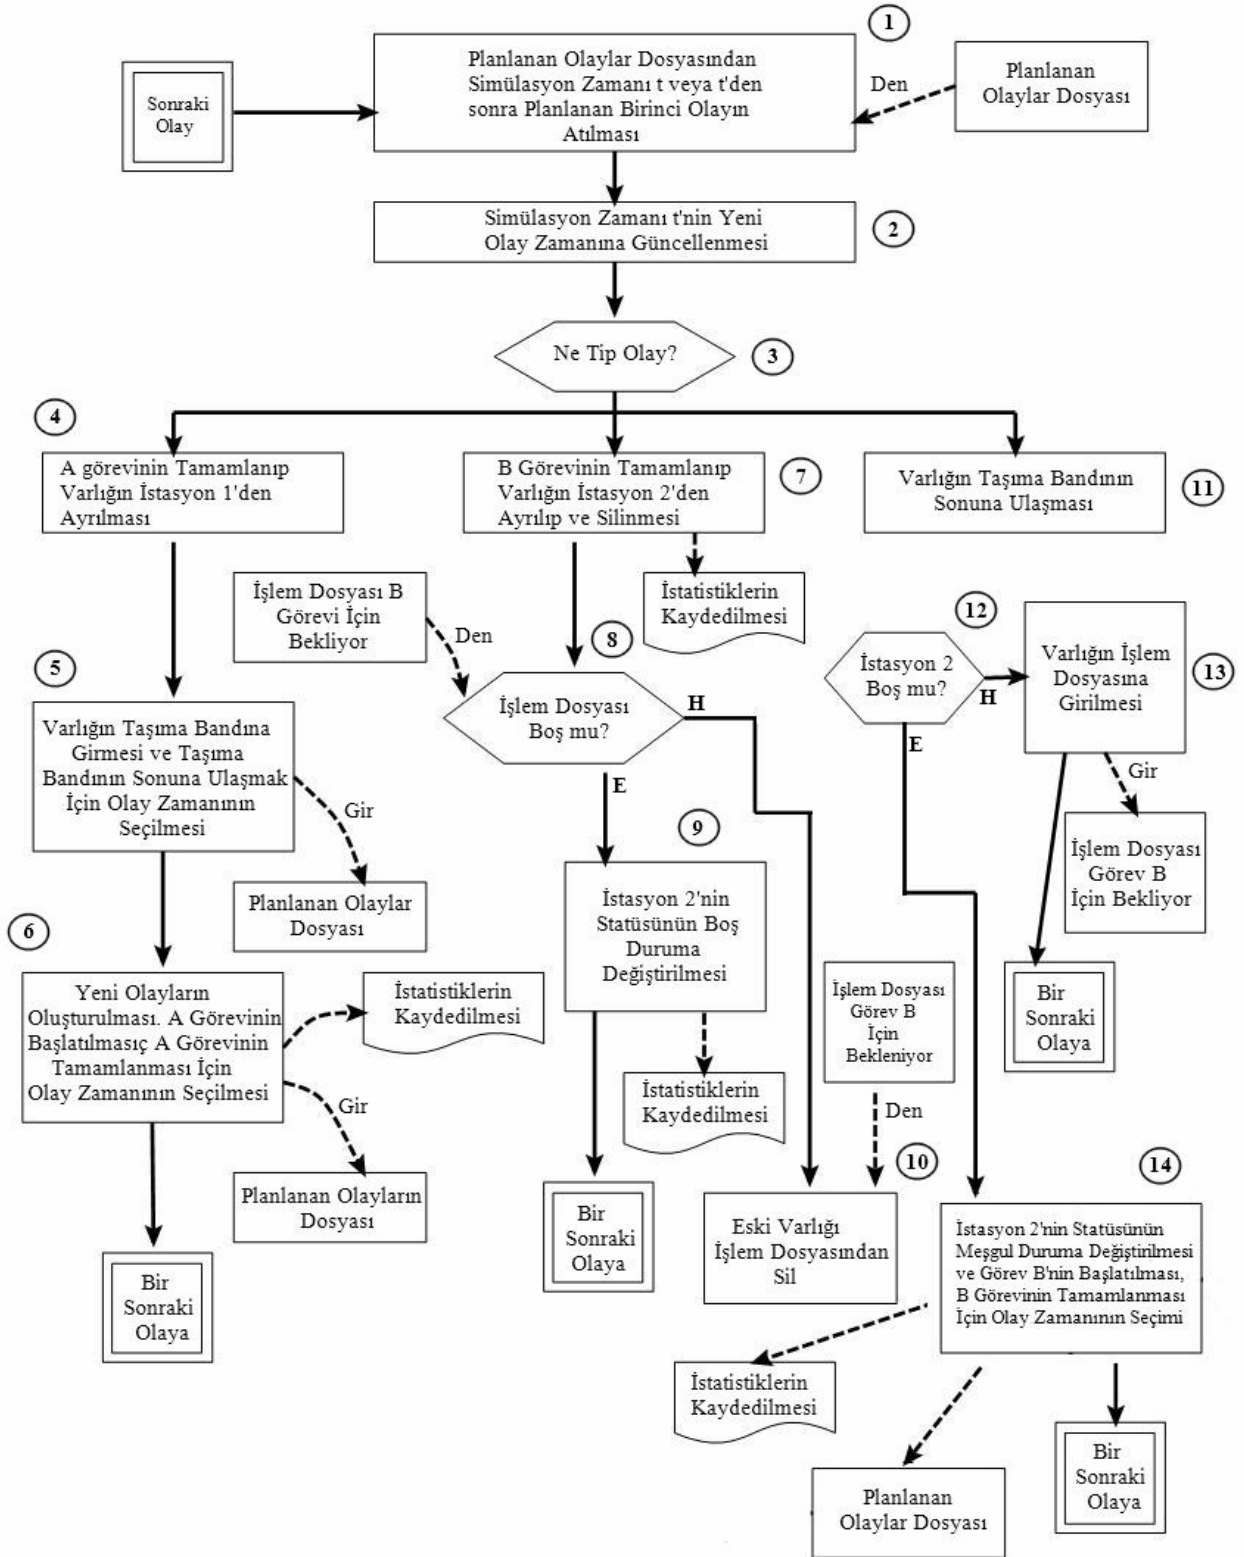 1
Planlanan Olaylar Dosyasından
Simülasyon Zamanı t veya t'den
sonra Planlanan Birinci Olayın
Atılması
Den
Planlanan
Olaylar Dosyası
Sonraki
Olay
Simülasyon Zamanı t'nin Yeni
Olay Zamanına Güncellenmesi
2
Ne Tip Olay?
3
4
A görevinin Tamamlanıp
Varlığın İstasyon 1'den
Ayrılması
B Görevinin Tamamlanıp
Varlığın İstasyon 2'den
Ayrılıp ve Silinmesi
7
Varlığın Taşıma Bandının
Sonuna Ulaşması
11
İşlem Dosyası B
Görevi İçin
Bekliyor
Den
İstatistiklerin
Kaydedilmesi
8
12
İstasyon 2
Boş mu?
H
E
Varlığın İşlem
Dosyasına
Girilmesi
13
5
Varlığın Taşıma Bandına
Girmesi ve Taşıma
Bandının Sonuna Ulaşmak
İçin Olay Zamanının
Seçilmesi
Gir
İşlem Dosyası
Boş mu?
H
E
Gir
İşlem Dosyası
Görev B
İçin Bekliyor
9
İstasyon 2'nin
Statüsünün Boş
Duruma
Değiştirilmesi
Planlanan Olaylar
Dosyası
6
Yeni Olayların
Oluşturulması. A Görevinin
Başlatılmasıç A Görevinin
Tamamlanması İçin
Olay Zamanının Seçilmesi
İstatistiklerin
Kaydedilmesi
Gir
Planlanan Olayların
Dosyası
Bir
Sonraki
Olaya
İstatistiklerin
Kaydedilmesi
Bir
Sonraki
Olaya
İşlem Dosyası
Görev B
İçin
Bekleniyor
Den
10
Eski Varlığı
İşlem Dosyasından
Sil
Bir
Sonraki
Olaya
14
İstasyon 2'nin Statüsünün
Meşgul Duruma Değiştirilmesi
ve Görev B'nin Başlatılması,
B Görevinin Tamamlanması
İçin Olay Zamanının Seçimi
İstatistiklerin
Kaydedilmesi
Planlanan
Olaylar Dosyası
Bir
Sonraki
Olaya